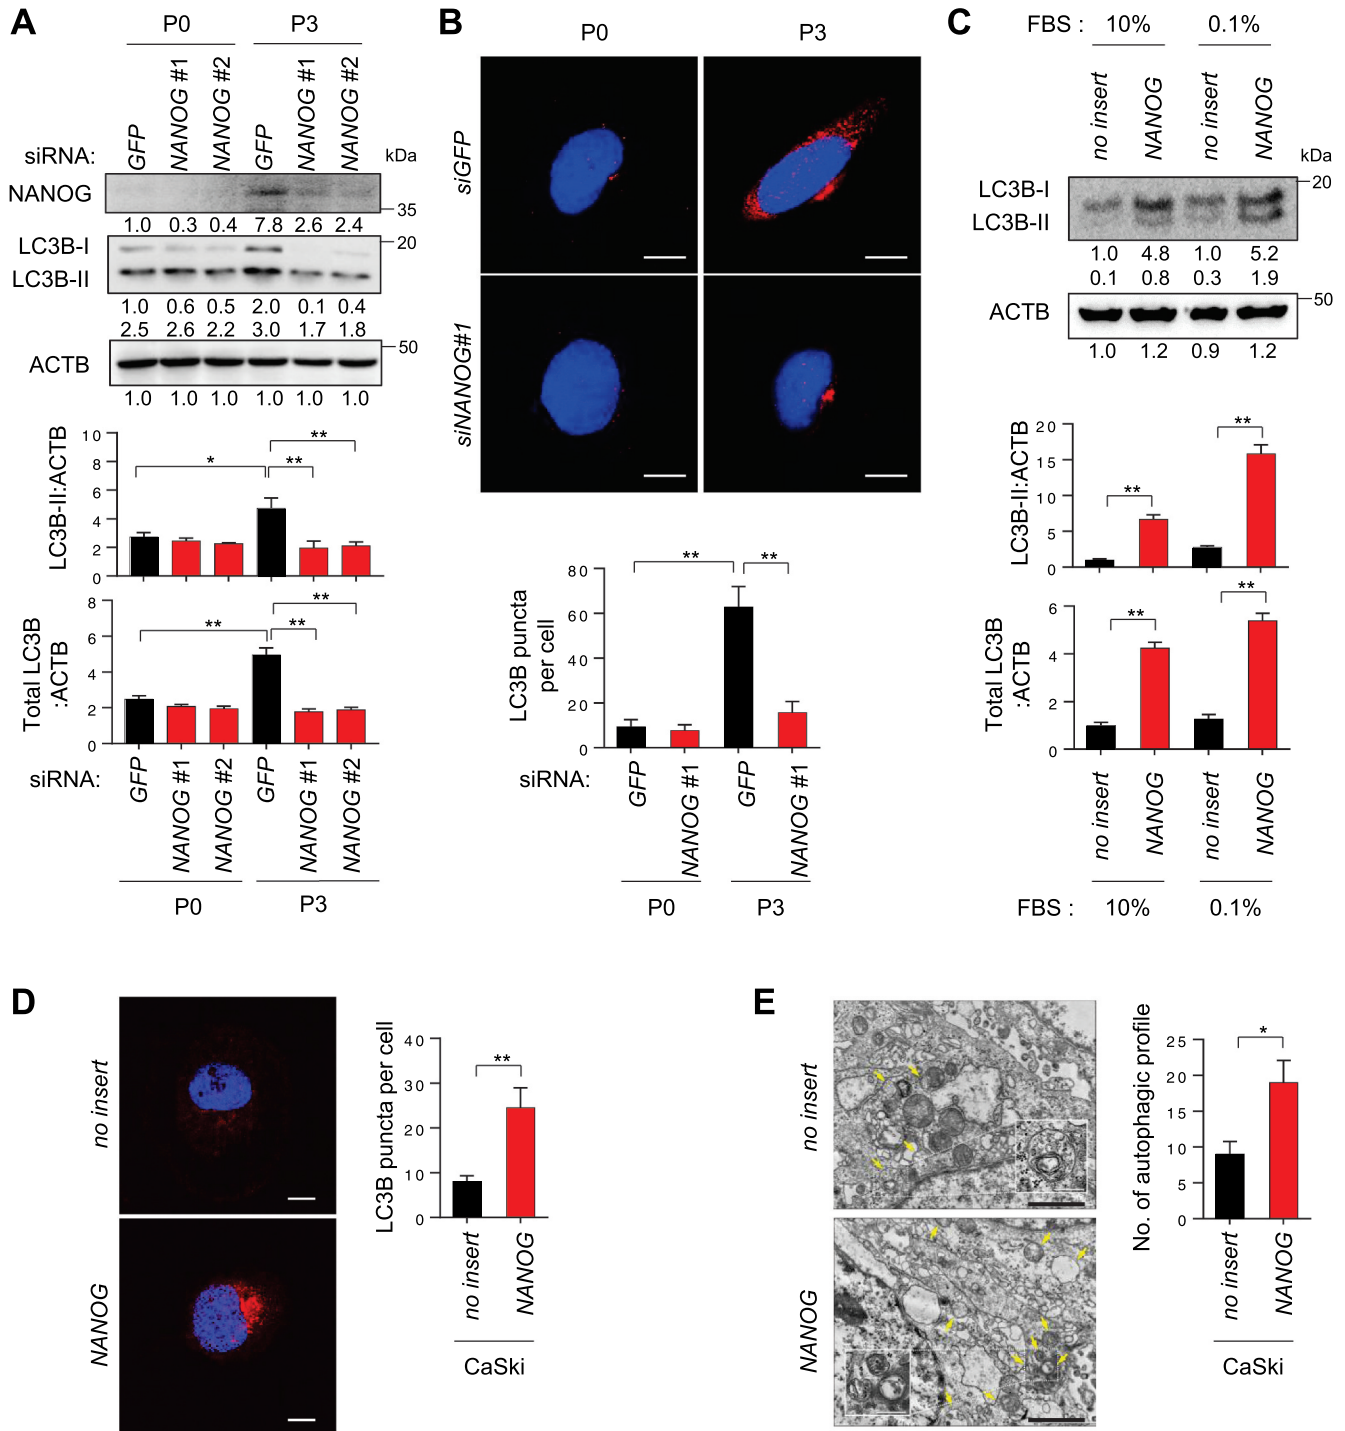 A
P0
P3
siRNA:
GFP
NANOG #1
NANOG #2
GFP
NANOG #1
NANOG #2
kDa
NANOG
35
1.0 0.3 0.4 7.8 2.6 2.4
LC3B-I
20
LC3B-II
1.0 0.6 0.5 2.0 0.1 0.4
2.5 2.6 2.2 3.0 1.7 1.8
50
ACTB
1.0 1.0 1.0 1.0 1.0 1.0
LC3B-II:ACTB
10
8
6
4
2
0
*
**
**
Total LC3B
:ACTB
8
6
4
2
0
**
**
**
siRNA:
GFP
NANOG #1
NANOG #2
GFP
NANOG #1
NANOG #2
P0
P3
B
P0
P3
siGFP
siNANOG#1
LC3B puncta
per cell
80
60
40
20
0
**
**
siRNA:
GFP
NANOG #1
GFP
NANOG #1
P0
P3
C
FBS : 10% 0.1%
no insert
NANOG
no insert
NANOG
kDa
20
LC3B-I
LC3B-II
1.0 4.8 1.0 5.2
0.1 0.8 0.3 1.9
50
ACTB
1.0 1.2 0.9 1.2
LC3B-II:ACTB
20
15
10
5
0
**
**
Total LC3B
:ACTB
6
4
2
0
**
**
no insert
NANOG
no insert
NANOG
FBS : 10% 0.1%
D
no insert
NANOG
LC3B puncta per cell
40
30
20
10
0
**
no insert
NANOG
CaSki
E
no insert
NANOG
No. of autophagic profile
25
20
15
10
5
0
*
no insert
NANOG
CaSki